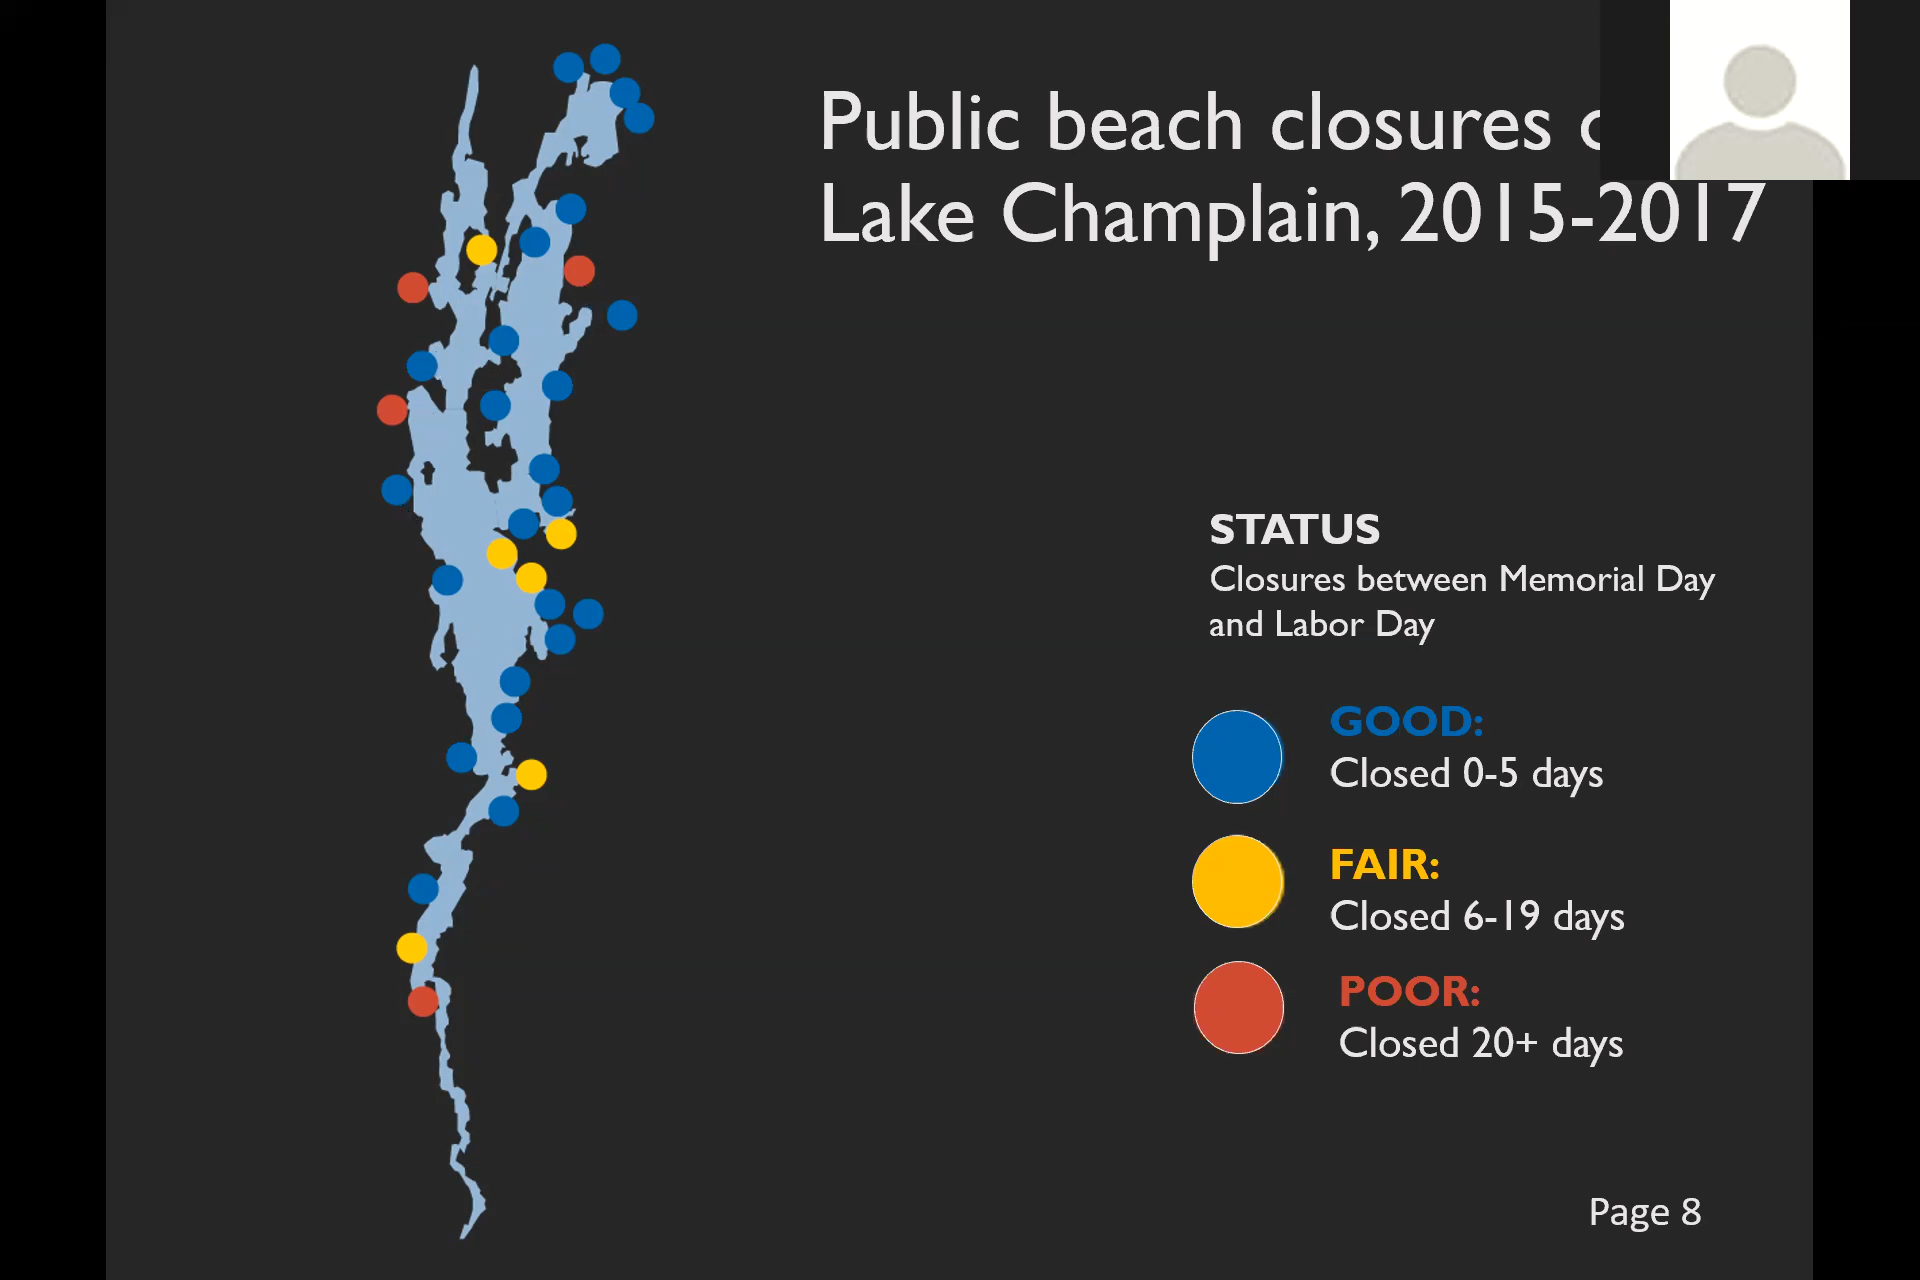 Public beach closures
Lake Champlain, 2015-2017
STATUS
Closures between Memorial Day
and Labor Day
GOOD:
Closed 0-5 days
FAIR:
Closed 6-19 days
POOR:
Closed 20+ days
Page 8